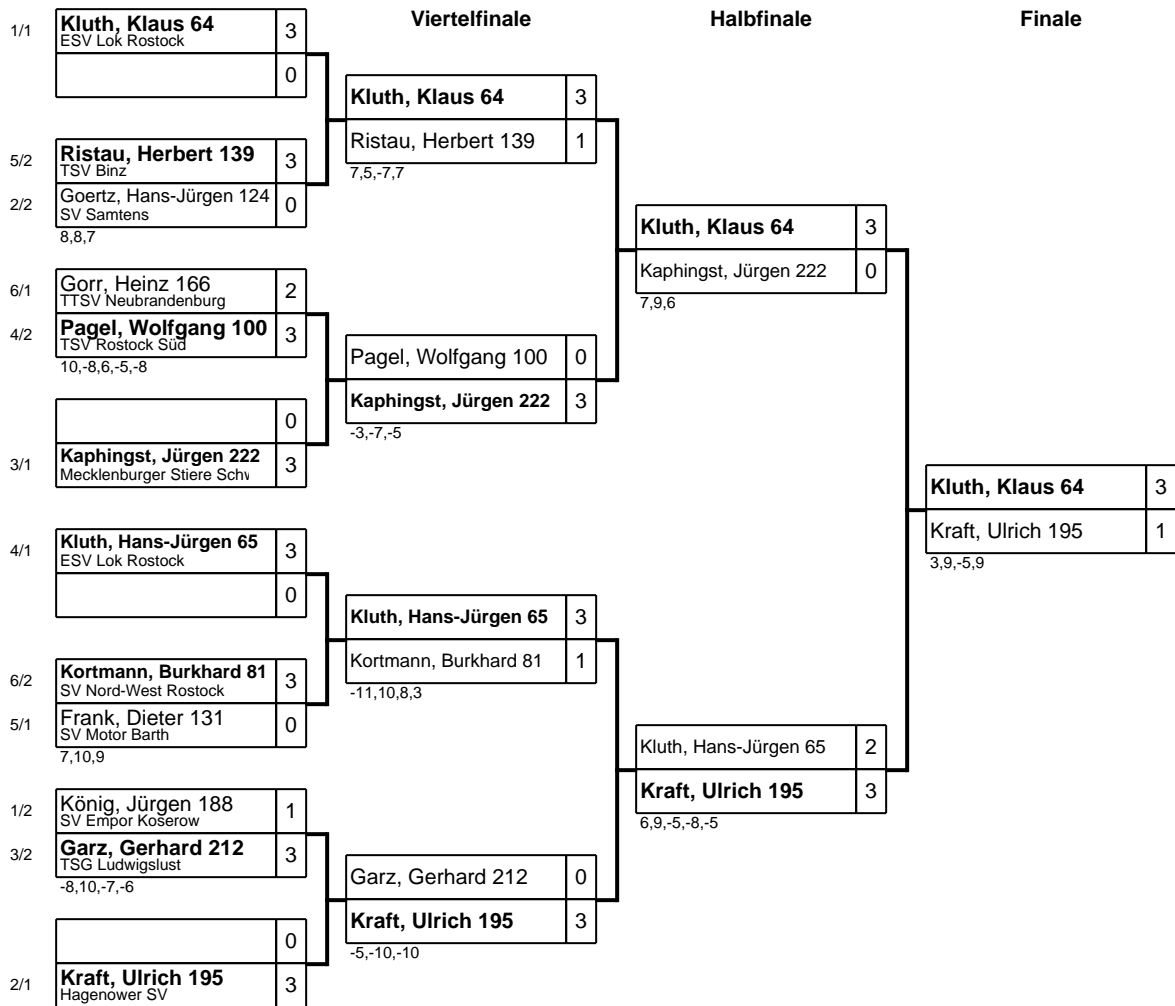 Viertelfinale
Halbfinale
Finale
1/1
Kluth, Klaus 64
ESV Lok Rostock
3
0
5/2
Ristau, Herbert 139
TSV Binz
3
2/2
Goertz, Hans-Jürgen 124
SV Samtens
0
8,8,7
6/1
Gorr, Heinz 166
TTSV Neubrandenburg
2
4/2
Pagel, Wolfgang 100
TSV Rostock Süd
3
10,-8,6,-5,-8
0
3/1
Kaphingst, Jürgen 222
Mecklenburger Stiere Schw
3
4/1
Kluth, Hans-Jürgen 65
ESV Lok Rostock
3
0
6/2
Kortmann, Burkhard 81
SV Nord-West Rostock
3
5/1
Frank, Dieter 131
SV Motor Barth
0
7,10,9
1/2
König, Jürgen 188
SV Empor Koserow
1
3/2
Garz, Gerhard 212
TSG Ludwigslust
3
-8,10,-7,-6
0
2/1
Kraft, Ulrich 195
Hagenower SV
3
Kluth, Klaus 64 3
Ristau, Herbert 139 1
7,5,-7,7
Pagel, Wolfgang 100 0
Kaphingst, Jürgen 222 3
-3,-7,-5
Kluth, Hans-Jürgen 65 3
Kortmann, Burkhard 81 1
-11,10,8,3
Garz, Gerhard 212 0
Kraft, Ulrich 195 3
-5,-10,-10
Kluth, Klaus 64 3
Kaphingst, Jürgen 222 0
7,9,6
Kluth, Hans-Jürgen 65 2
Kraft, Ulrich 195 3
6,9,-5,-8,-5
Kluth, Klaus 64 3
Kraft, Ulrich 195 1
3,9,-5,9